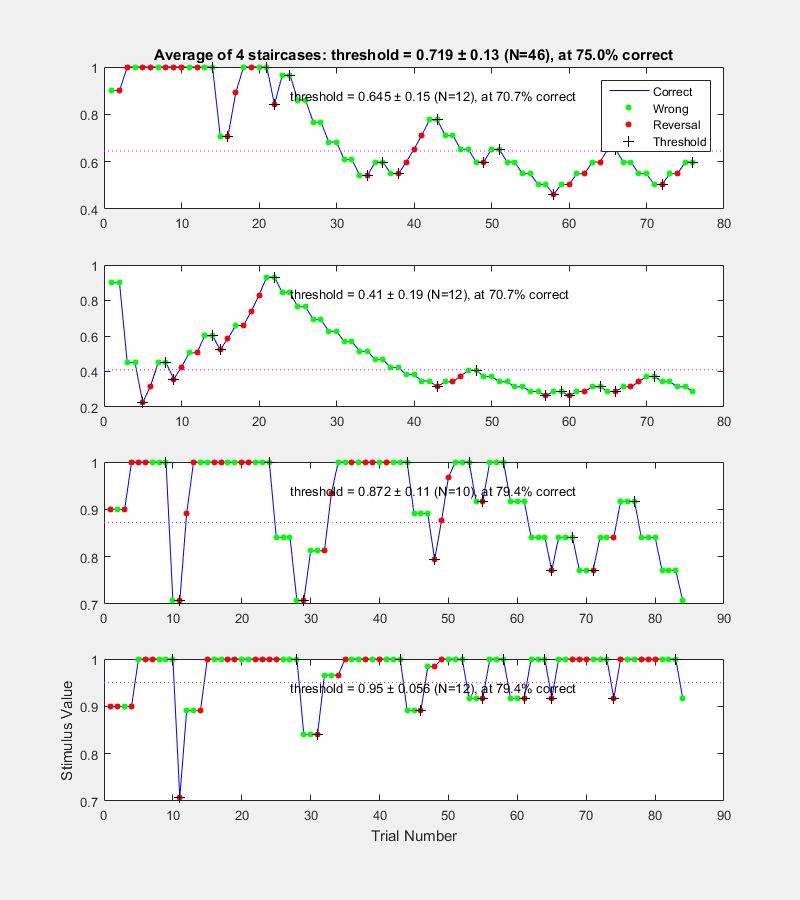 Average of 4 staircases: threshold = 0.719 ± 0.13 (N=46), at 75.0% correct
1
0.8
0.6
0.4
threshold = 0.645 ± 0.15 (N=12), at 70.7% correct
Correct
Wrong
Reversal
Threshold
0 10 20 30 40 50 60 70 80
1
0.8
0.6
0.4
0.2
threshold = 0.41 ± 0.19 (N=12), at 70.7% correct
0 10 20 30 40 50 60 70 80
1
0.9
0.8
0.7
threshold = 0.872 ± 0.11 (N=10), at 79.4% correct
0 10 20 30 40 50 60 70 80 90
Stimulus Value
1
0.9
0.8
0.7
threshold = 0.95 ± 0.056 (N=12), at 79.4% correct
0 10 20 30 40 50 60 70 80 90
Trial Number